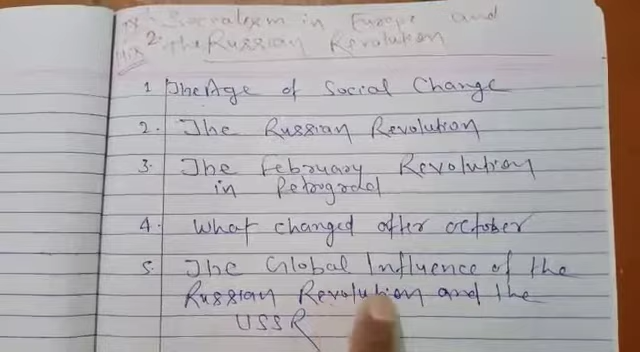 Socialism in Europe and
2. The Russian Revolution
1 The Age of Social Change
2. The Russian Revolution
3. The February Revolution
in Petrograd
4. What changed after october
5. The Global Influence of the
Russian Revolution and the
USSR